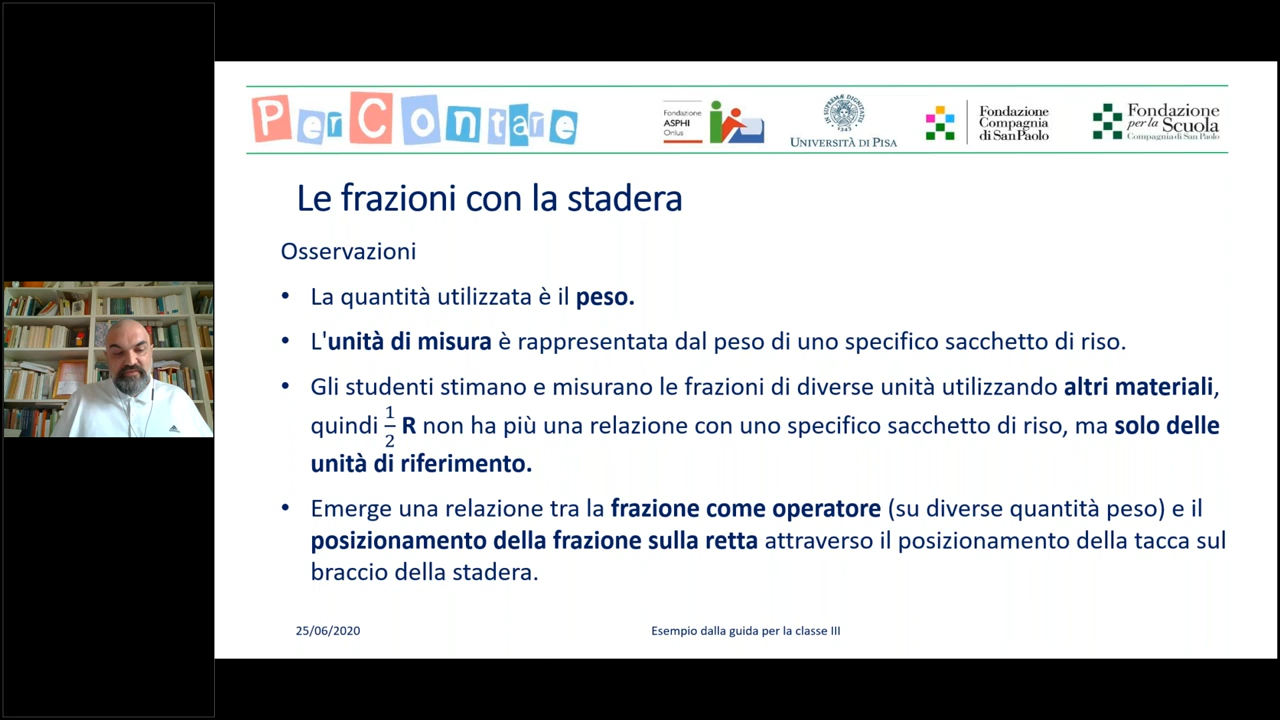 PerContare
Fondazione
ASPHI
Onlus
IN SUPREMÆ DIGNITATIS
1343
UNIVERSITÀ DI PISA
Fondazione
Compagnia
di San Paolo
Fondazione
per la Scuola
Compagnia di San Paolo
Le frazioni con la stadera
Osservazioni
• La quantità utilizzata è il peso.
• L'unità di misura è rappresentata dal peso di uno specifico sacchetto di riso.
• Gli studenti stimano e misurano le frazioni di diverse unità utilizzando altri materiali,
quindi 1/2 R non ha più una relazione con uno specifico sacchetto di riso, ma solo delle
unità di riferimento.
• Emerge una relazione tra la frazione come operatore (su diverse quantità peso) e il
posizionamento della frazione sulla retta attraverso il posizionamento della tacca sul
braccio della stadera.
25/06/2020
Esempio dalla guida per la classe III